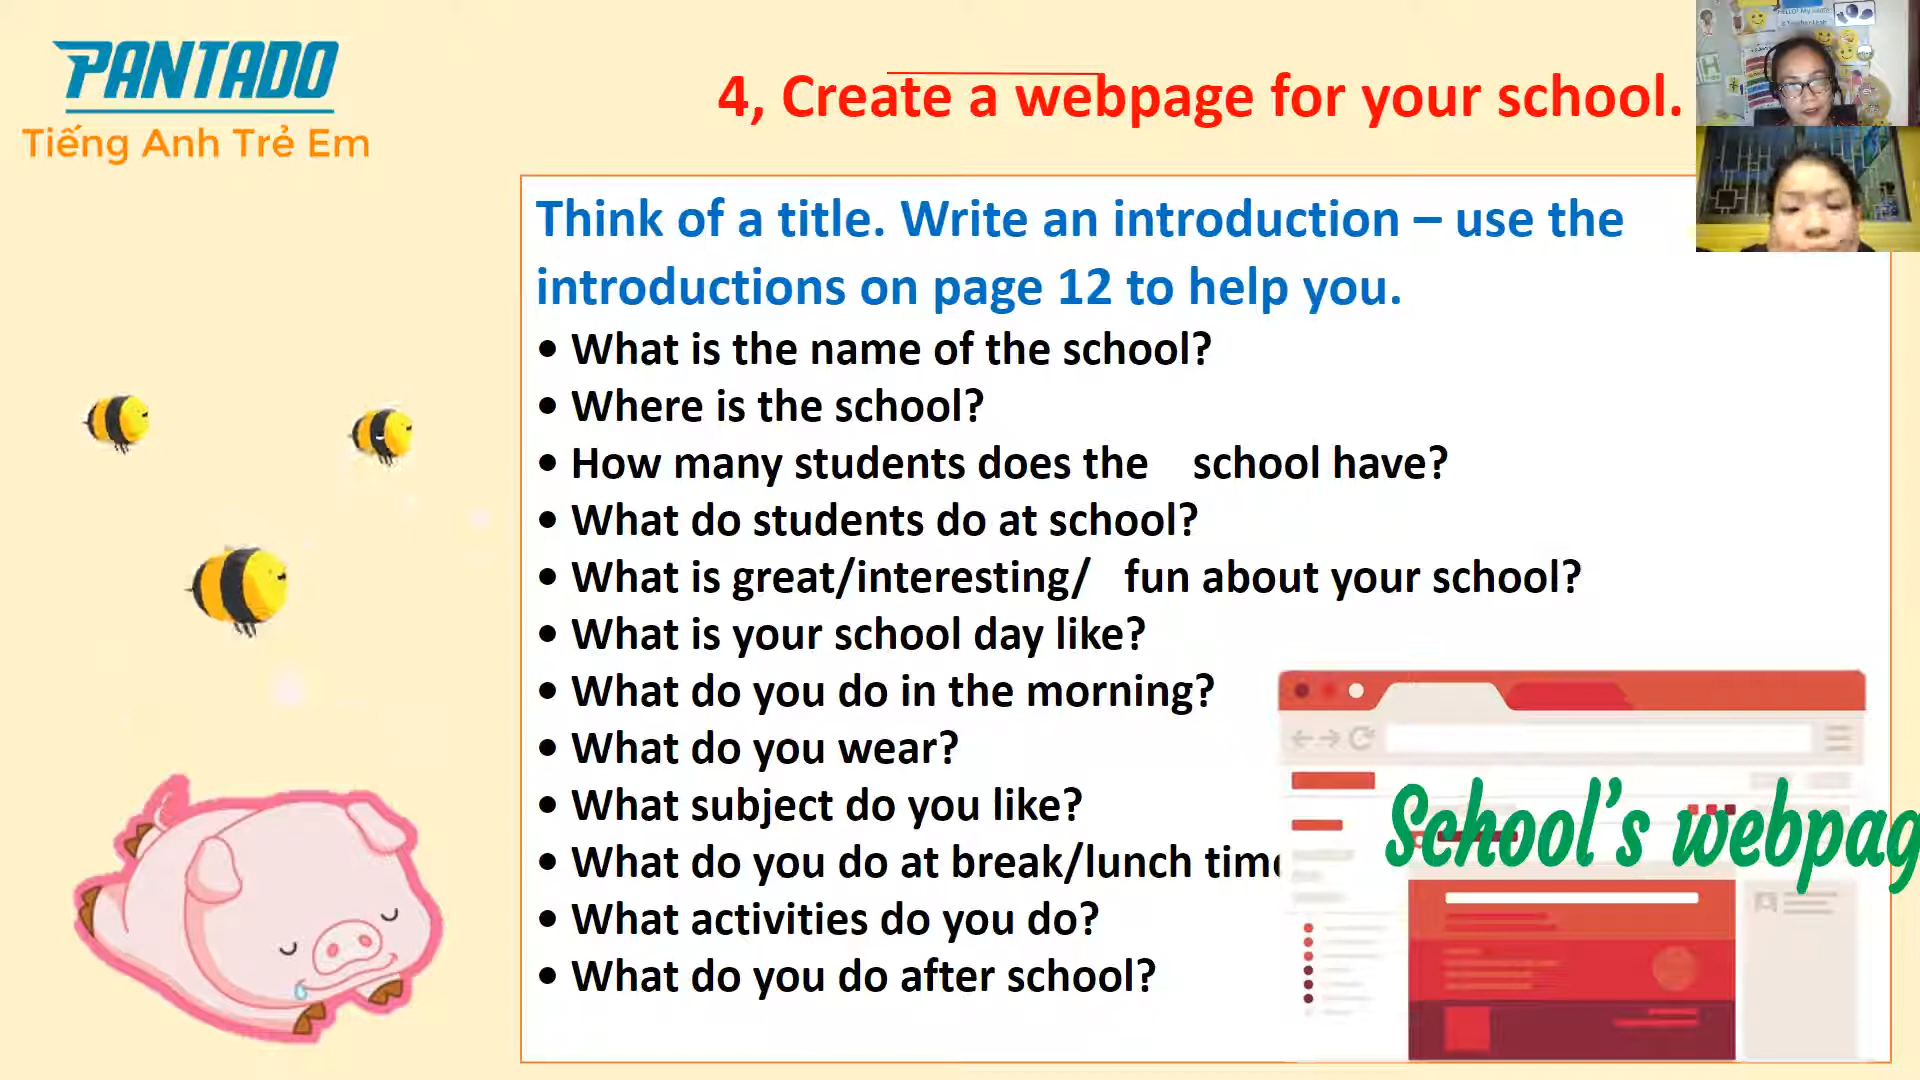 PANTADO
Tiếng Anh Trẻ Em
4, Create a webpage for your school.
Think of a title. Write an introduction – use the
introductions on page 12 to help you.
• What is the name of the school?
• Where is the school?
• How many students does the school have?
• What do students do at school?
• What is great/interesting/ fun about your school?
• What is your school day like?
• What do you do in the morning?
• What do you wear?
• What subject do you like?
• What do you do at break/lunch time
• What activities do you do?
• What do you do after school?
School's webpag